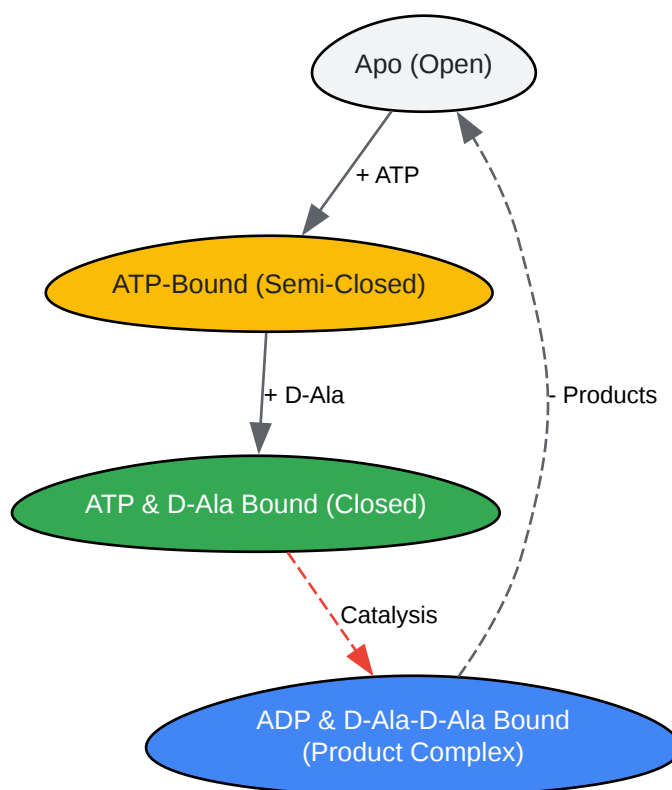 Apo (Open)
+ ATP
ATP-Bound (Semi-Closed)
+ D-Ala
- Products
ATP & D-Ala Bound (Closed)
Catalysis
ADP & D-Ala-D-Ala Bound
(Product Complex)